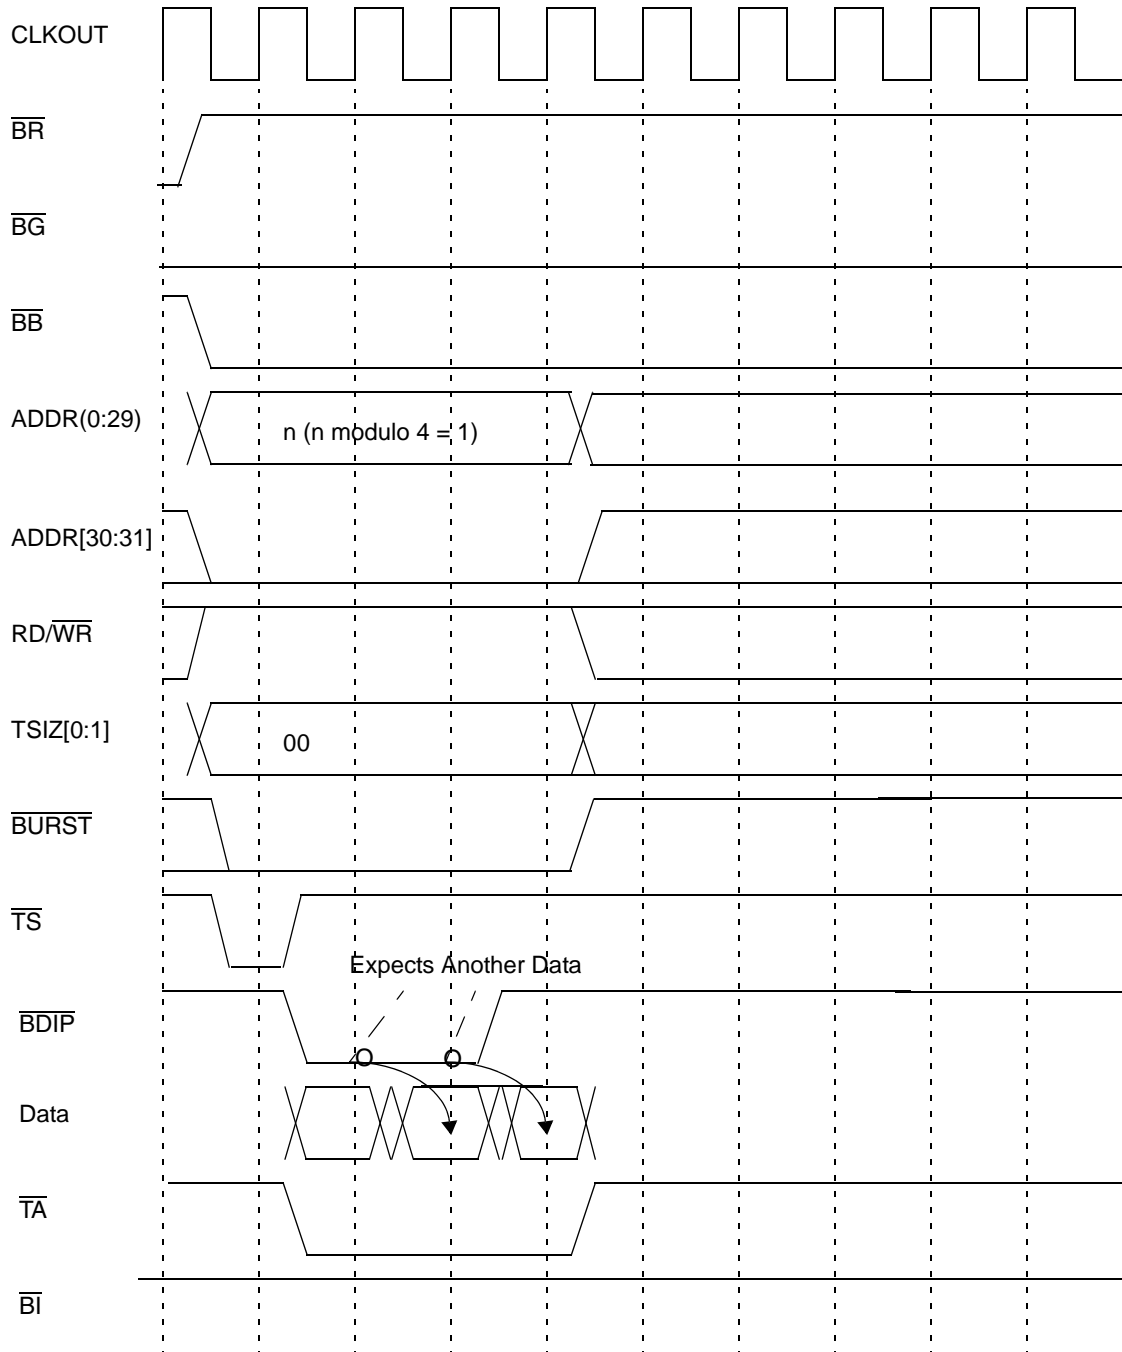 CLKOUT
BR
BG
BB
ADDR(0:29)
n (n modulo 4 = 1)
ADDR[30:31]
RD/WR
TSIZ[0:1]
00
BURST
TS
Expects Another Data
BDIP
Data
TA
BI